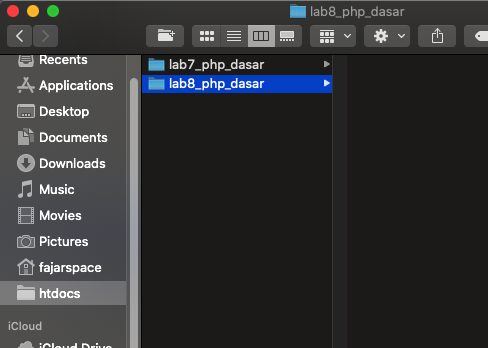 lab8_php_dasar
Recents
Applications
Desktop
Documents
Downloads
Music
Movies
Pictures
fajarspace
htdocs
iCloud
iCloud Drive
lab7_php_dasar
lab8_php_dasar